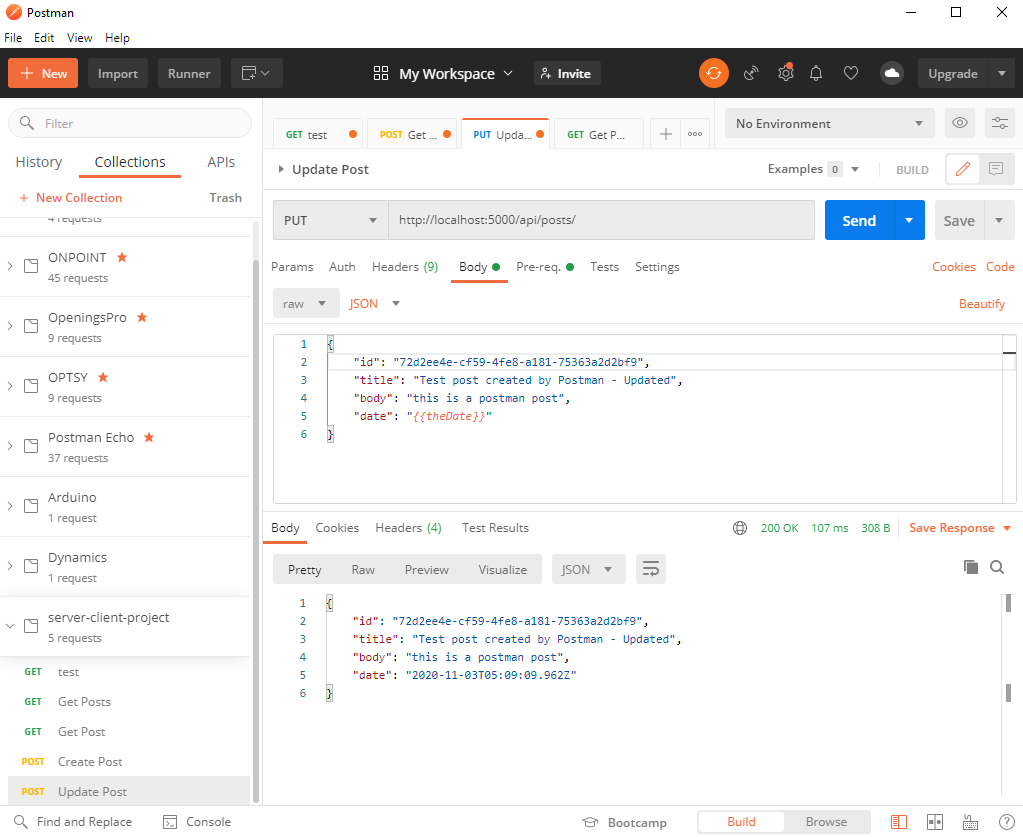 Postman
File Edit View Help
+ New Import Runner My Workspace Invite Upgrade
Filter
History Collections APIs
+ New Collection Trash
4 requests
ONPOINT
45 requests
OpeningsPro
9 requests
OPTSY
9 requests
Postman Echo
37 requests
Arduino
1 request
Dynamics
1 request
server-client-project
5 requests
GET test
GET Get Posts
GET Get Post
POST Create Post
POST Update Post
GET test POST Get ... PUT Upda... GET Get P... No Environment
Update Post Examples 0 BUILD
PUT http://localhost:5000/api/posts/ Send Save
Params Auth Headers (9) Body Pre-req. Tests Settings Cookies Code
raw JSON Beautify
1 {
2 "id": "72d2ee4e-cf59-4fe8-a181-75363a2d2bf9",
3 "title": "Test post created by Postman - Updated",
4 "body": "this is a postman post",
5 "date": "{{theDate}}"
6 }
Body Cookies Headers (4) Test Results 200 OK 107 ms 308 B Save Response
Pretty Raw Preview Visualize JSON
1 {
2 "id": "72d2ee4e-cf59-4fe8-a181-75363a2d2bf9",
3 "title": "Test post created by Postman - Updated",
4 "body": "this is a postman post",
5 "date": "2020-11-03T05:09:09.962Z"
6 }
Find and Replace Console Bootcamp Build Browse